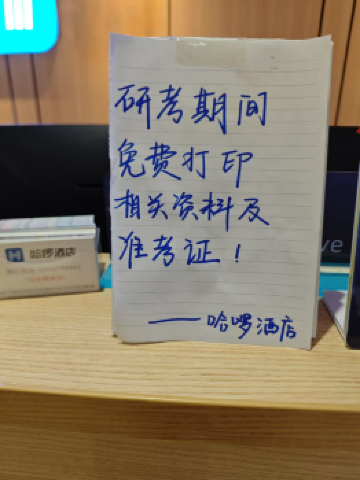 研考期间
免费打印
相关资料及
准考证！
——哈啰酒店
哈啰酒店
ve